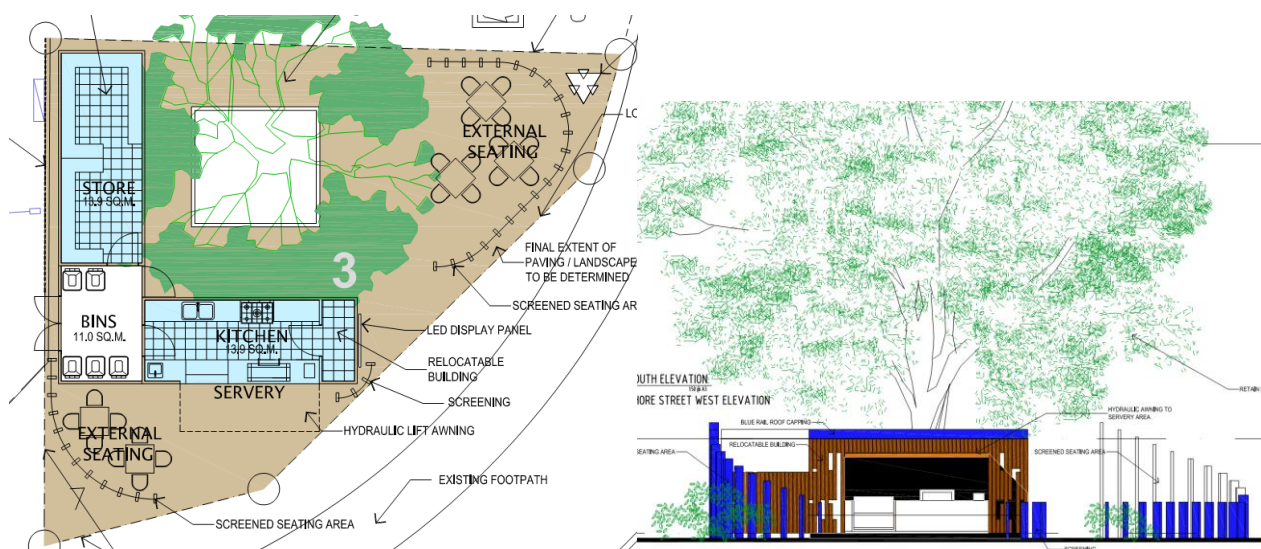 STORE
13.9 SQ.M.
EXTERNAL
SEATING
3
FINAL EXTENT OF
PAVING / LANDSCAPE
TO BE DETERMINED
SCREENED SEATING AR
BINS
11.0 SQ.M.
KITCHEN
13.9 SQ.M.
LED DISPLAY PANEL
RELOCATABLE
BUILDING
SERVERY
SCREENING
HYDRAULIC LIFT AWNING
EXTERNAL
SEATING
EXISTING FOOTPATH
SCREENED SEATING AREA
OUTH ELEVATION
HORE STREET WEST ELEVATION
RETAIN
BLUE RAIL ROOF CAPPING
HYDRAULIC AWNING TO
SERVERY AREA
RELOCATABLE BUILDING
SEATING AREA
SCREENED SEATING AREA
SCREENING